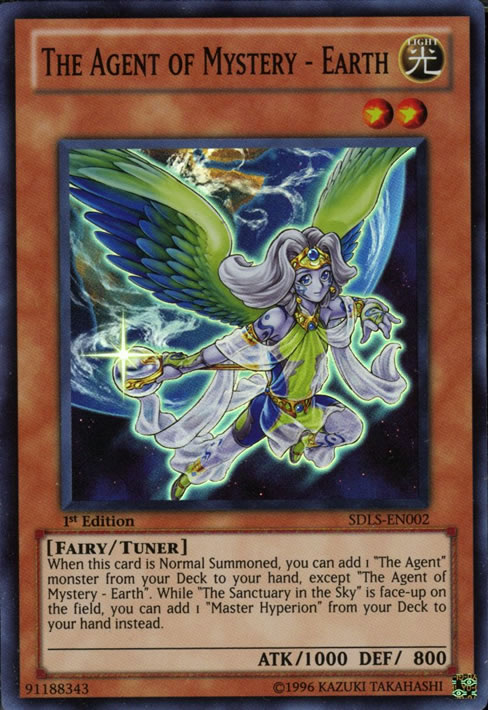 The Agent of Mystery - Earth
LIGHT
光
1st Edition
SDLS-EN002
[Fairy/Tuner]
When this card is Normal Summoned, you can add 1 "The Agent"
monster from your Deck to your hand, except "The Agent of
Mystery - Earth". While "The Sanctuary in the Sky" is face-up on
the field, you can add 1 "Master Hyperion" from your Deck to
your hand instead.
ATK/1000 DEF/ 800
91188343
©1996 KAZUKI TAKAHASHI